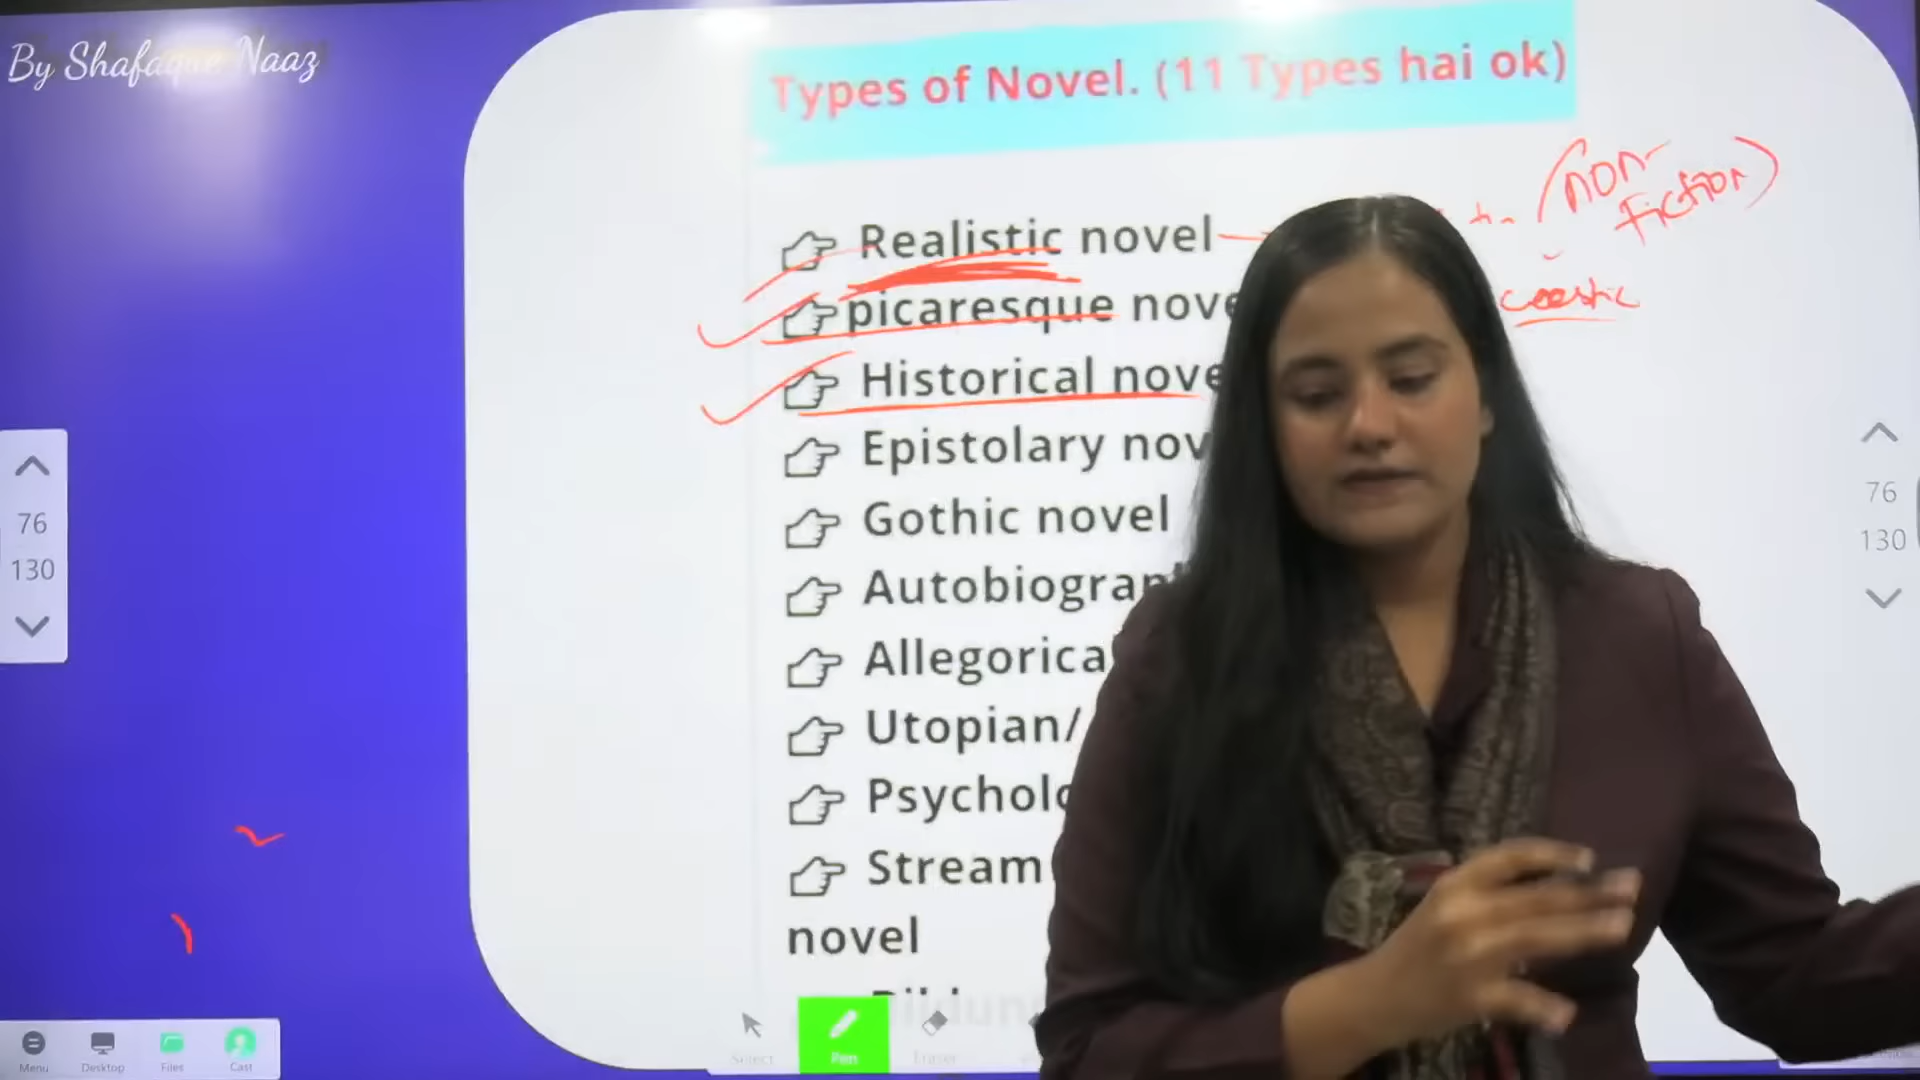 By Shafaque Naaz
Types of Novel. (11 Types hai ok)
(non-
fiction)
Realistic novel
picaresque nove
Historical nove
Epistolary nov
Gothic novel
Autobiograp
Allegorica
Utopian/
Psycholo
Stream
novel
76
130
76
130
Select
Pen
Eraser
Menu
Desktop
Files
Cast